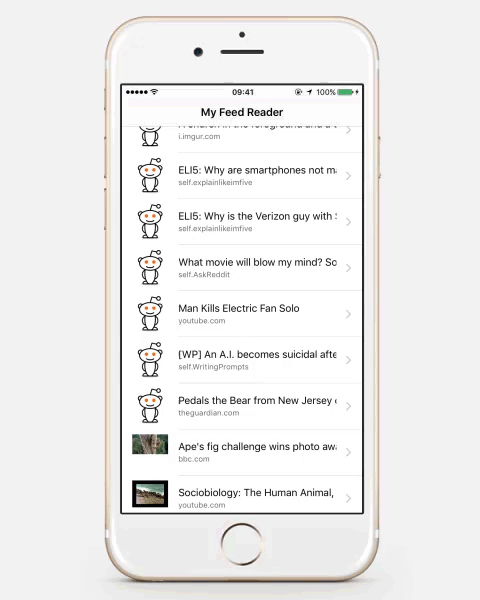 09:41
100%
My Feed Reader
i.imgur.com
ELI5: Why are smartphones not
self.explainlikeimfive
ELI5: Why is the Verizon guy with
self.explainlikeimfive
What movie will blow my mind? So
self.AskReddit
Man Kills Electric Fan Solo
youtube.com
[WP] An A.I. becomes suicidal afte
self.WritingPrompts
Pedals the Bear from New Jersey
theguardian.com
Ape's fig challenge wins photo
bbc.com
Sociobiology: The Human Animal,
youtube.com